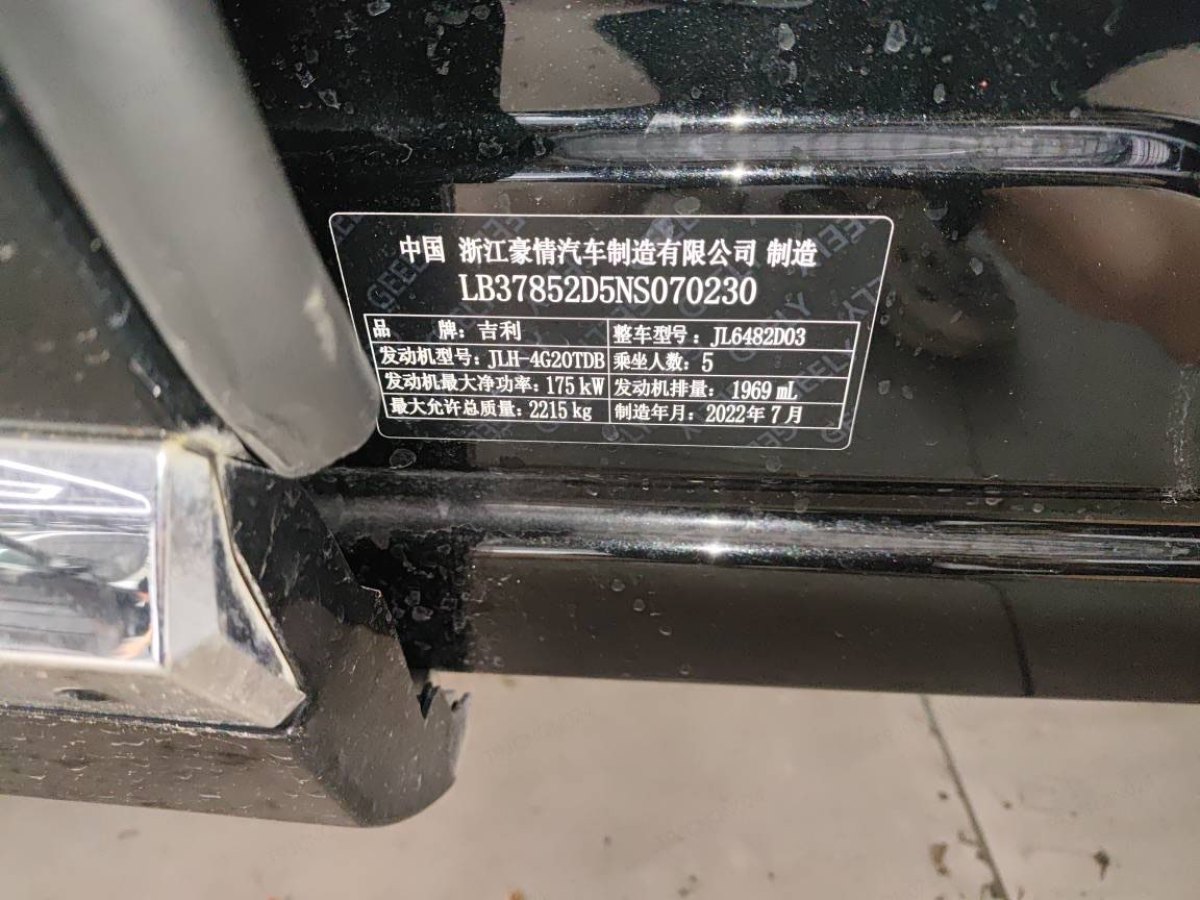 中国 浙江豪情汽车制造有限公司 制造
LB37852D5NS070230
品 牌：吉利 整车型号：JL6482D03
发动机型号：JLH-4G20TDB 乘坐人数：5
发动机最大净功率：175 kW 发动机排量：1969 mL
最大允许总质量：2215 kg 制造年月：2022年7月